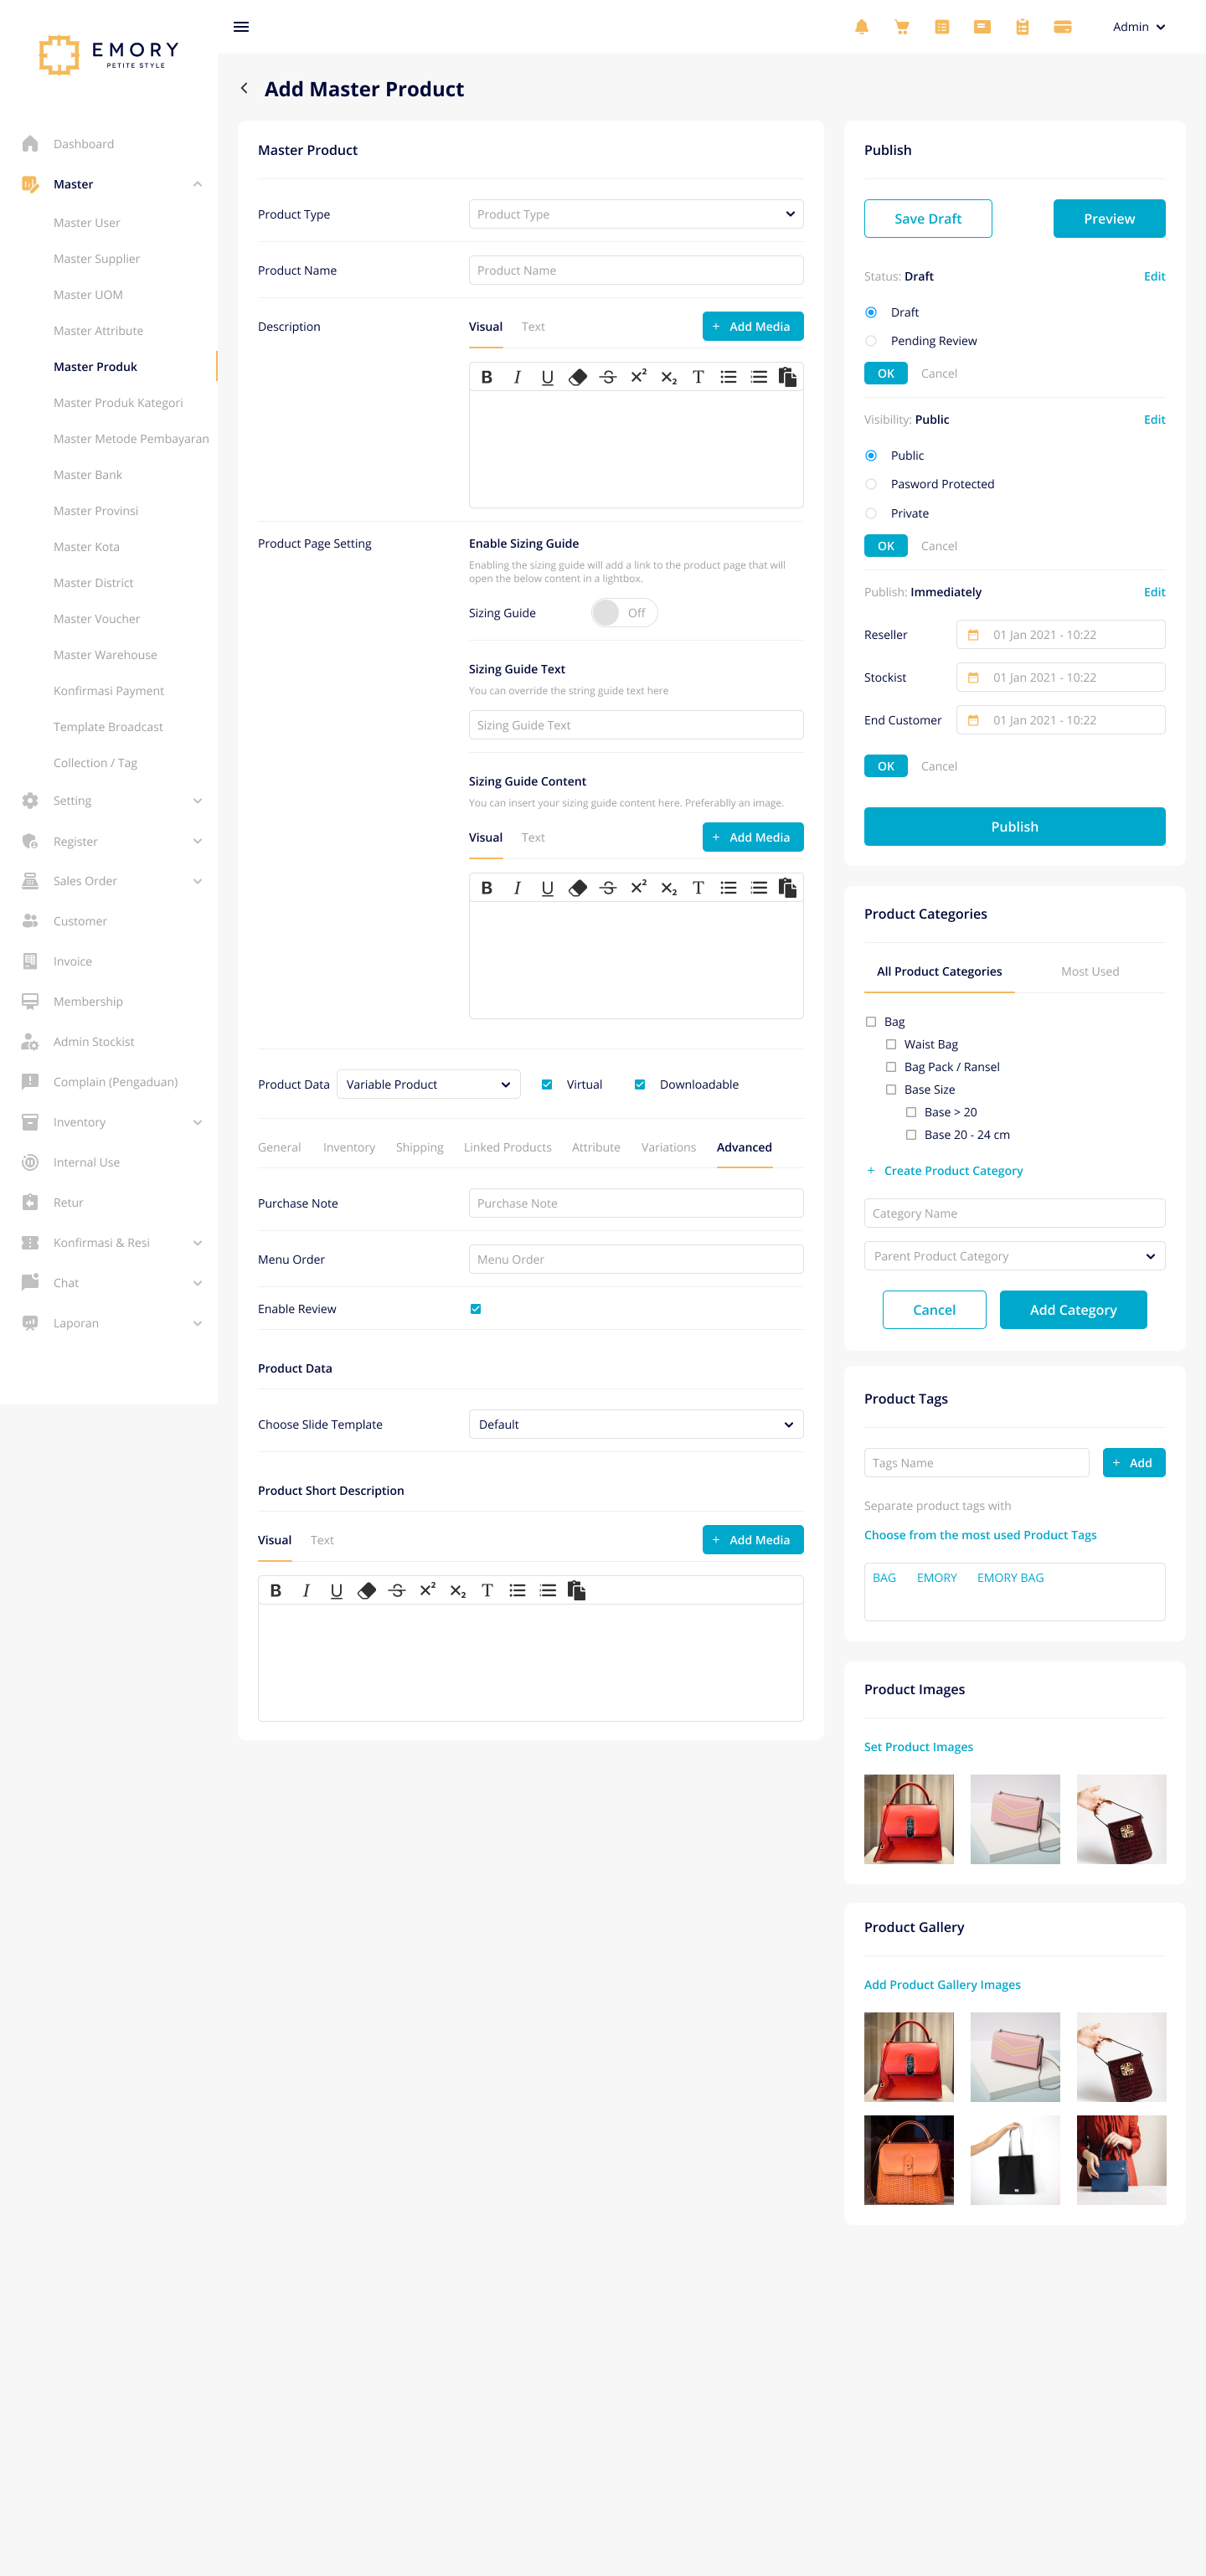 EMORY
PETITE STYLE
Dashboard
Master
Master User
Master Supplier
Master UOM
Master Attribute
Master Produk
Master Produk Kategori
Master Metode Pembayaran
Master Bank
Master Provinsi
Master Kota
Master District
Master Voucher
Master Warehouse
Konfirmasi Payment
Template Broadcast
Collection / Tag
Setting
Register
Sales Order
Customer
Invoice
Membership
Admin Stockist
Complain (Pengaduan)
Inventory
Internal Use
Retur
Konfirmasi & Resi
Chat
Laporan
Admin
Add Master Product
Master Product
Product Type
Product Type
Product Name
Product Name
Description
Visual Text
+ Add Media
B I U S X² X₂ T
Product Page Setting
Enable Sizing Guide
Enabling the sizing guide will add a link to the product page that will
open the below content in a lightbox.
Sizing Guide
Off
Sizing Guide Text
You can override the string guide text here
Sizing Guide Text
Sizing Guide Content
You can insert your sizing guide content here. Preferablly an image.
Visual Text
+ Add Media
B I U S X² X₂ T
Product Data
Variable Product
Virtual
Downloadable
General Inventory Shipping Linked Products Attribute Variations Advanced
Purchase Note
Purchase Note
Menu Order
Menu Order
Enable Review
Product Data
Choose Slide Template
Default
Product Short Description
Visual Text
+ Add Media
B I U S X² X₂ T
Publish
Save Draft
Preview
Status: Draft
Edit
Draft
Pending Review
OK Cancel
Visibility: Public
Edit
Public
Pasword Protected
Private
OK Cancel
Publish: Immediately
Edit
Reseller
01 Jan 2021 - 10:22
Stockist
01 Jan 2021 - 10:22
End Customer
01 Jan 2021 - 10:22
OK Cancel
Publish
Product Categories
All Product Categories
Most Used
Bag
Waist Bag
Bag Pack / Ransel
Base Size
Base > 20
Base 20 - 24 cm
+ Create Product Category
Category Name
Parent Product Category
Cancel
Add Category
Product Tags
Tags Name
+ Add
Separate product tags with
Choose from the most used Product Tags
BAG EMORY EMORY BAG
Product Images
Set Product Images
Product Gallery
Add Product Gallery Images